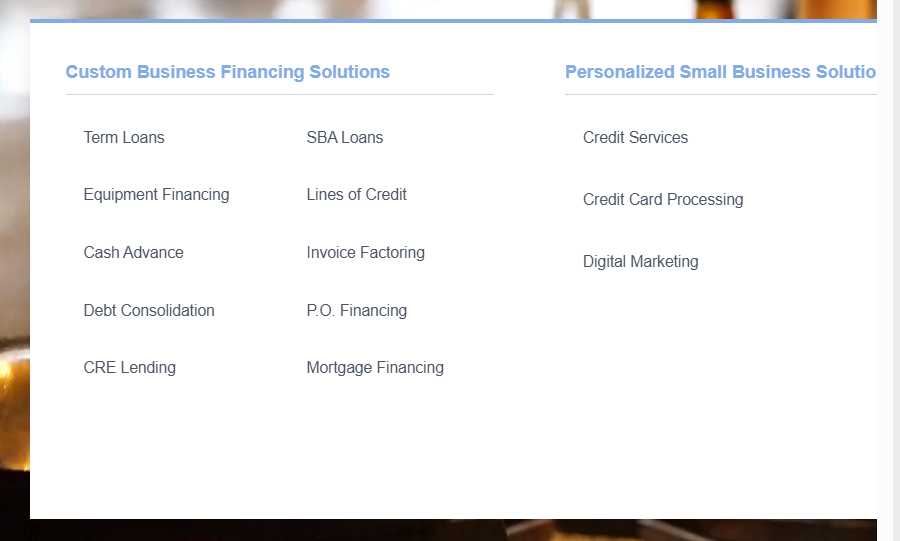 Custom Business Financing Solutions
Term Loans
SBA Loans
Equipment Financing
Lines of Credit
Cash Advance
Invoice Factoring
Debt Consolidation
P.O. Financing
CRE Lending
Mortgage Financing
Personalized Small Business Solutio
Credit Services
Credit Card Processing
Digital Marketing